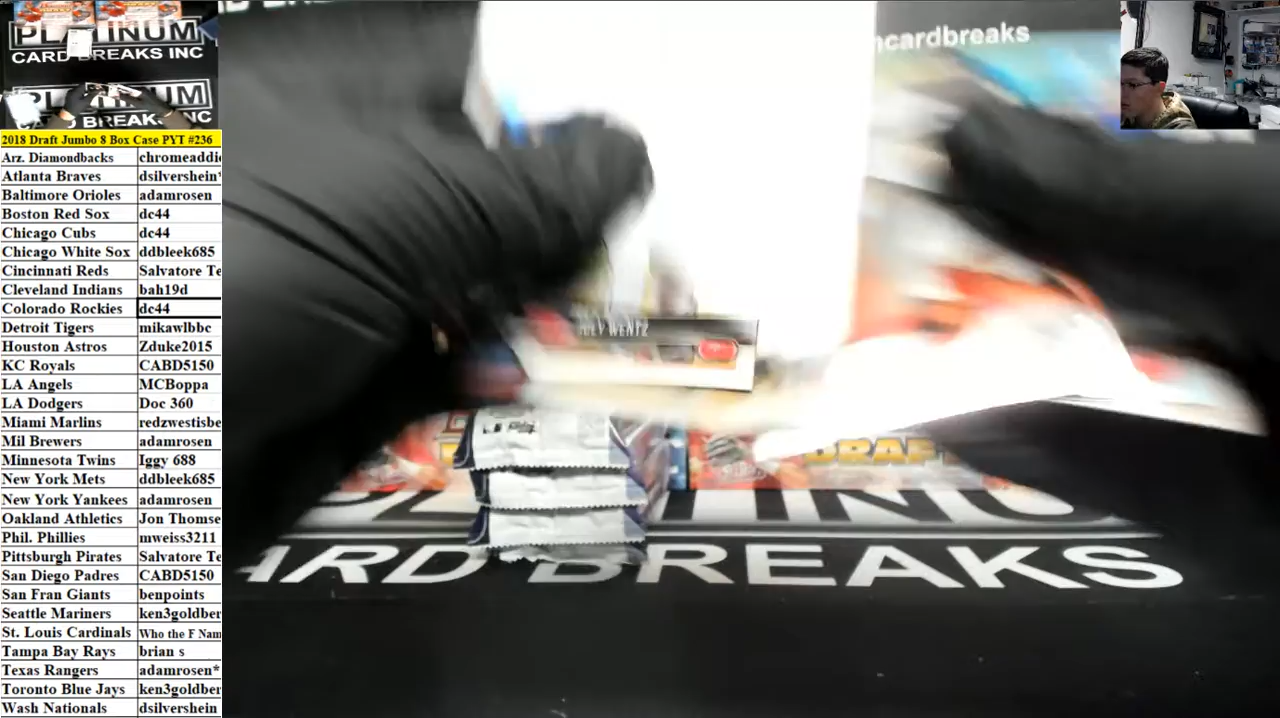 PLATINUM
CARD BREAKS INC
2018 Draft Jumbo 8 Box Case PYT #236
Arz. Diamondbacks chromeaddi
Atlanta Braves dsilvershein*
Baltimore Orioles adamrosen
Boston Red Sox dc44
Chicago Cubs dc44
Chicago White Sox ddbleek685
Cincinnati Reds Salvatore Te
Cleveland Indians bah19d
Colorado Rockies dc44
Detroit Tigers mikawlbbc
Houston Astros Zduke2015
KC Royals CABD5150
LA Angels MCBoppa
LA Dodgers Doc 360
Miami Marlins redzwestisbe
Mil Brewers adamrosen
Minnesota Twins Iggy 688
New York Mets ddbleek685
New York Yankees adamrosen
Oakland Athletics Jon Thomse
Phil. Phillies mweiss3211
Pittsburgh Pirates Salvatore Te
San Diego Padres CABD5150
San Fran Giants benpoints
Seattle Mariners ken3goldber
St. Louis Cardinals Who the F Nam
Tampa Bay Rays brian s
Texas Rangers adamrosen*
Toronto Blue Jays ken3goldber
Wash Nationals dsilvershein
ncardbreaks
WENTZ
DRAF
ARD BREAKS